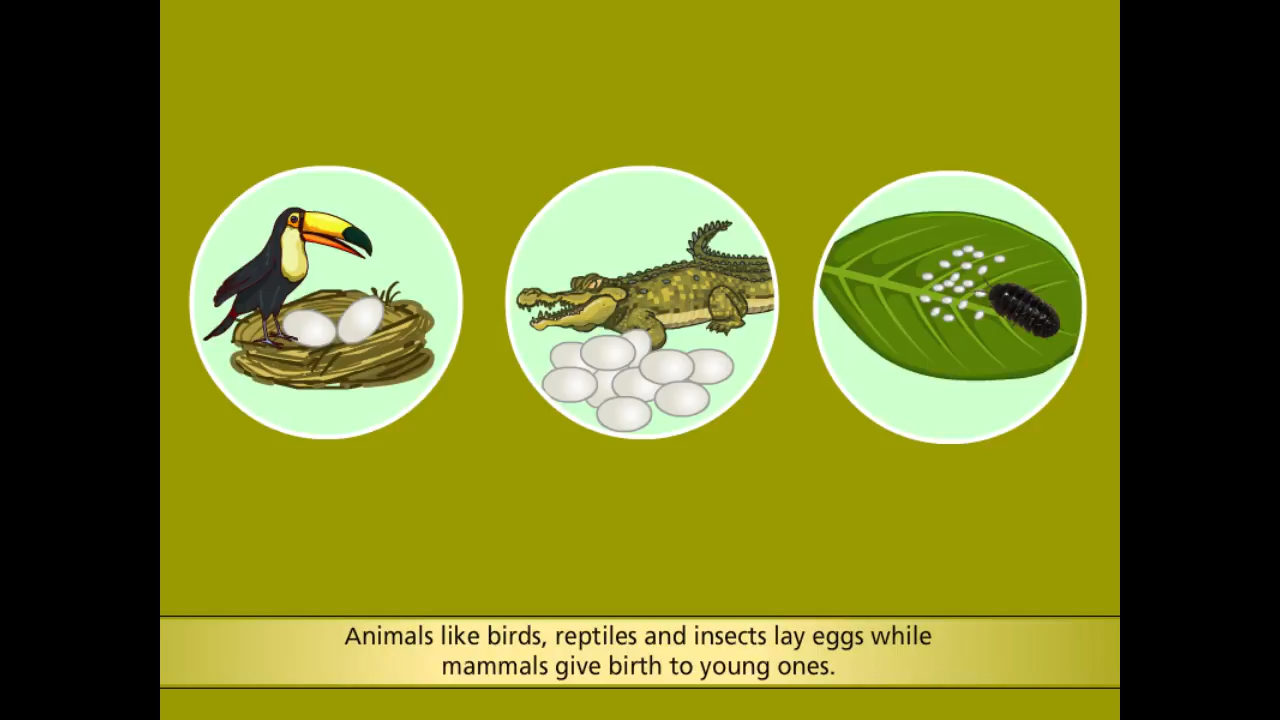 Animals like birds, reptiles and insects lay eggs while
mammals give birth to young ones.